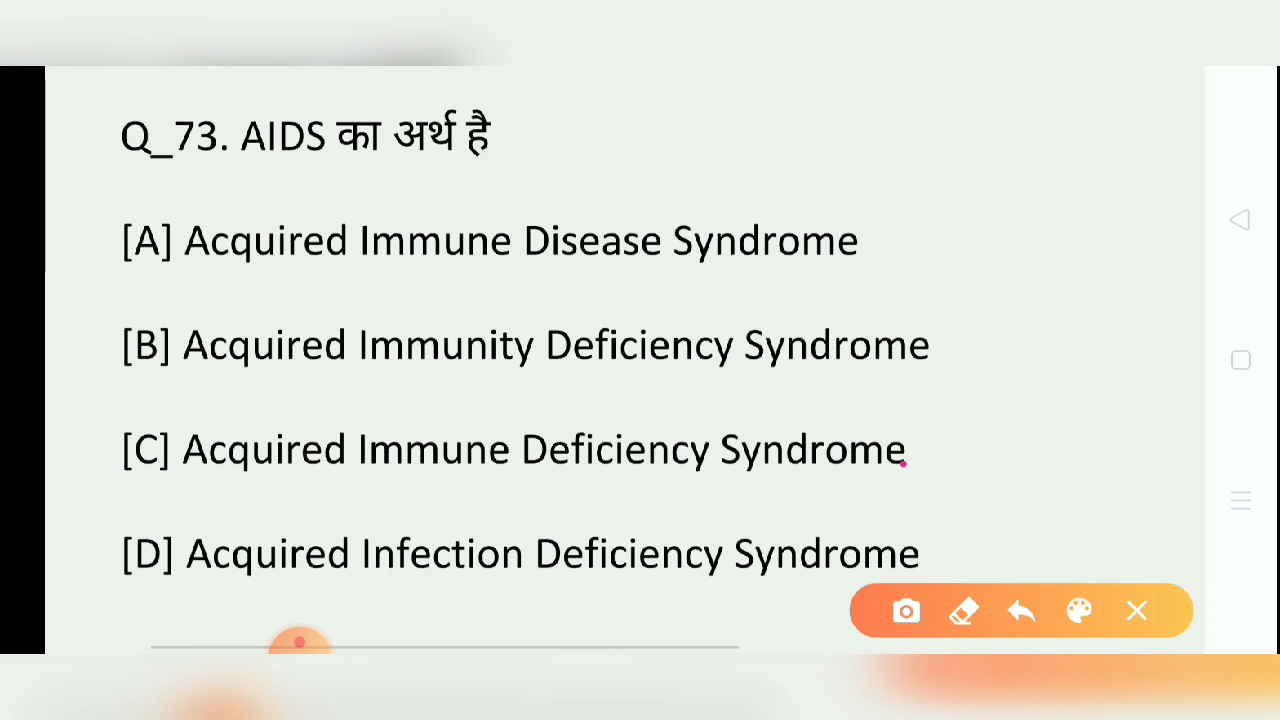 Q_73. AIDS का अर्थ है
[A] Acquired Immune Disease Syndrome
[B] Acquired Immunity Deficiency Syndrome
[C] Acquired Immune Deficiency Syndrome
[D] Acquired Infection Deficiency Syndrome